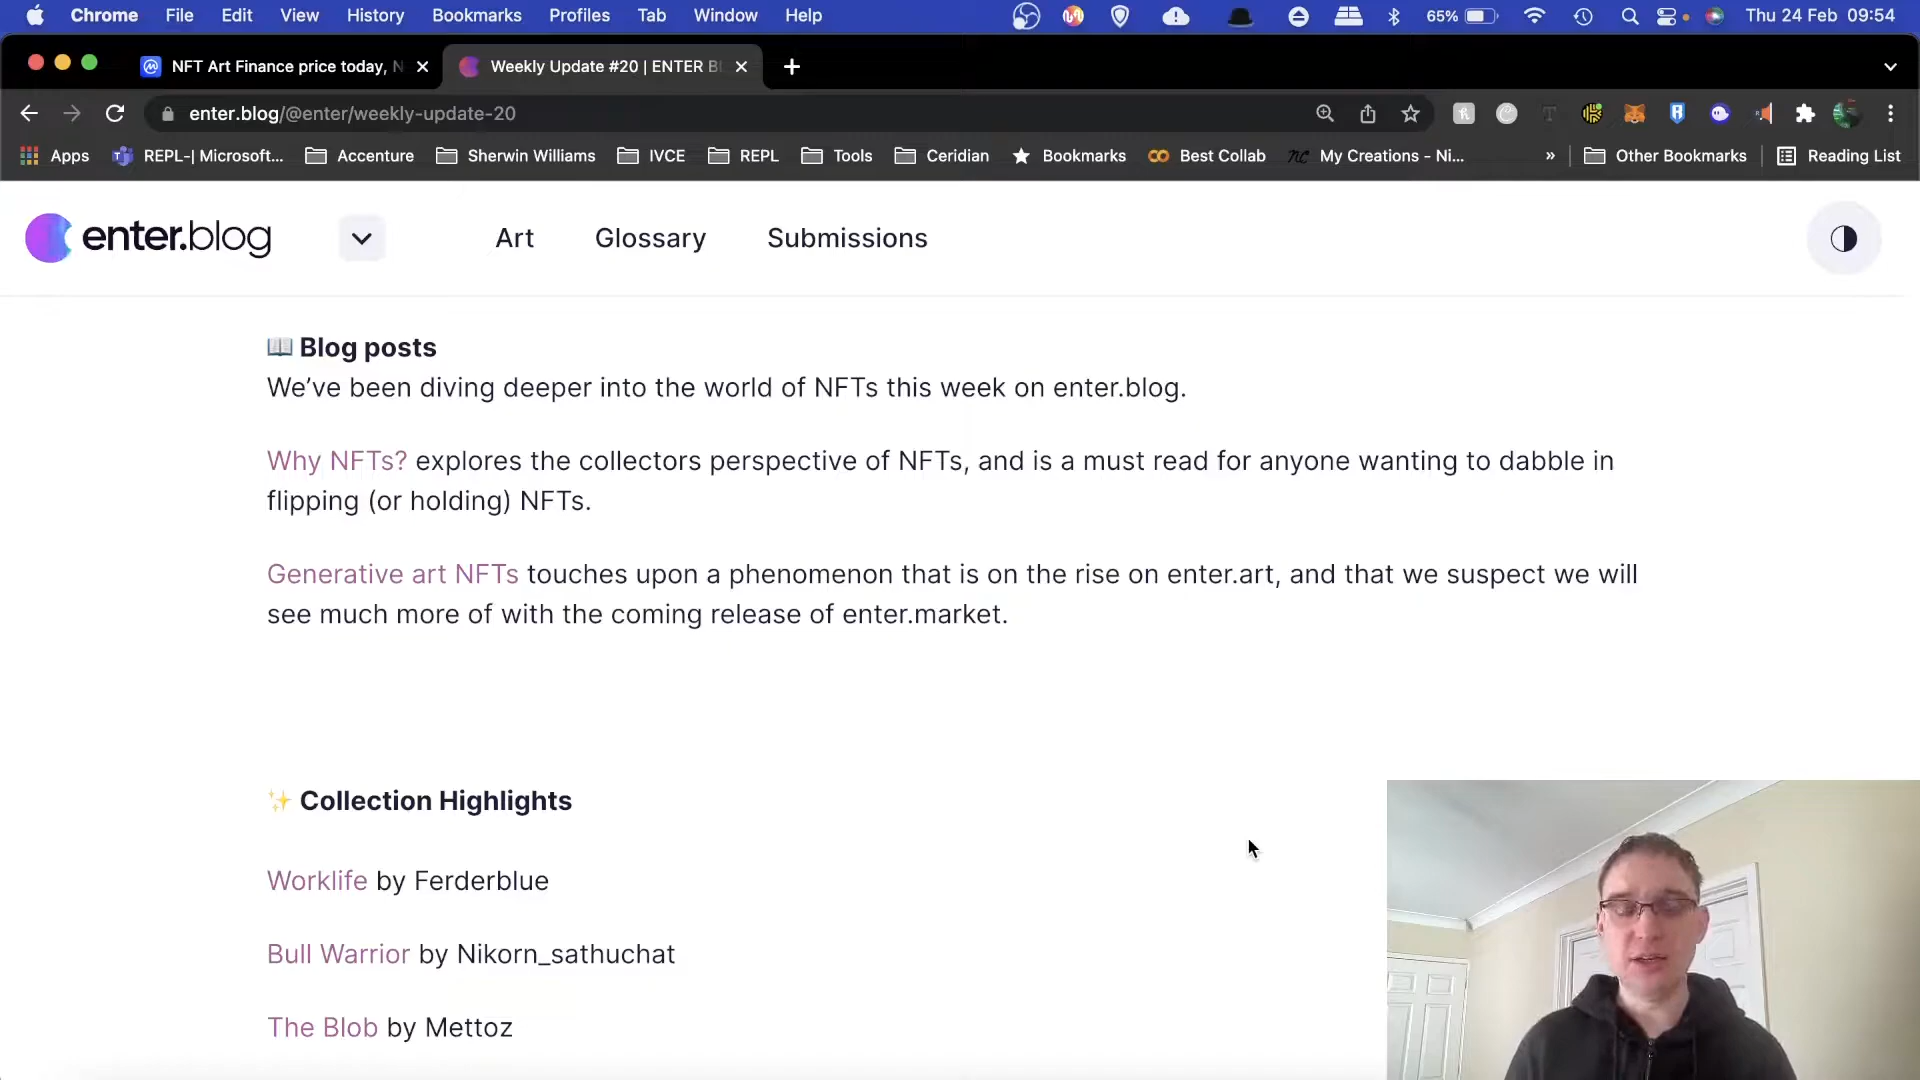 Chrome File Edit View History Bookmarks Profiles Tab Window Help 65% Thu 24 Feb 09:54
NFT Art Finance price today, N
Weekly Update #20 | ENTER B
enter.blog/@enter/weekly-update-20
Apps REPL-| Microsoft... Accenture Sherwin Williams IVCE REPL Tools Ceridian Bookmarks Best Collab My Creations - Ni... » Other Bookmarks Reading List
enter.blog Art Glossary Submissions
📖 Blog posts
We’ve been diving deeper into the world of NFTs this week on enter.blog.
Why NFTs? explores the collectors perspective of NFTs, and is a must read for anyone wanting to dabble in
flipping (or holding) NFTs.
Generative art NFTs touches upon a phenomenon that is on the rise on enter.art, and that we suspect we will
see much more of with the coming release of enter.market.
✨ Collection Highlights
Worklife by Ferderblue
Bull Warrior by Nikorn_sathuchat
The Blob by Mettoz